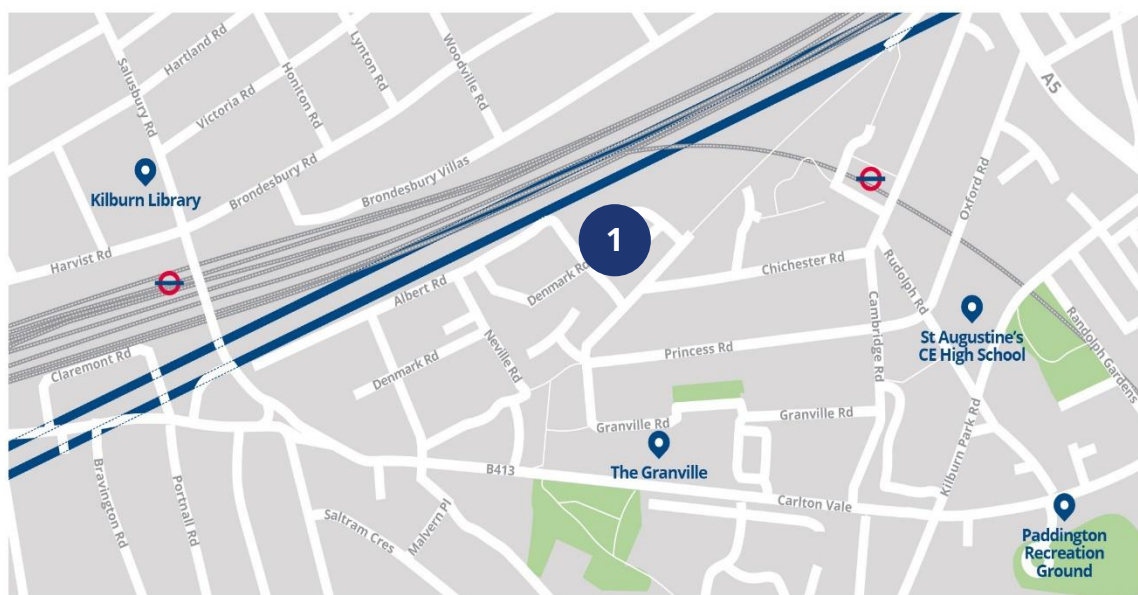 Hartland Rd
Salusbury Rd
Lynton Rd
Woodville Rd
Victoria Rd
Honiton Rd
A5
Kilburn Library
Brondesbury Rd
Brondesbury Villas
Oxford Rd
Harvist Rd
1
Albert Rd
Denmark Rd
Chichester Rd
Rudolph Rd
Cambridge Rd
St Augustine's
CE High School
Randolph Gardens
Claremont Rd
Denmark Rd
Neville Rd
Princess Rd
Granville Rd
Granville Rd
Kilburn Park Rd
The Granville
B413
Carlton Vale
Bravington Rd
Portnall Rd
Saltram Cres
Malvern Pl
Paddington
Recreation
Ground